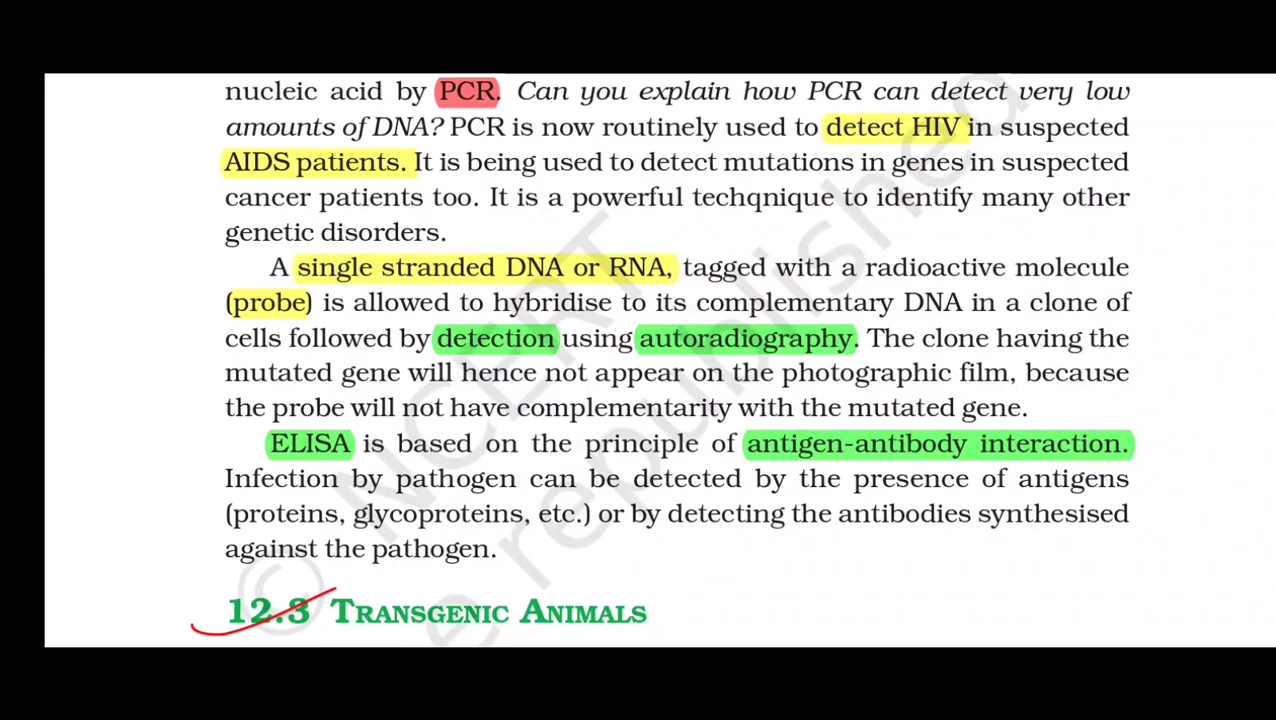 nucleic acid by PCR. Can you explain how PCR can detect very low
amounts of DNA? PCR is now routinely used to detect HIV in suspected
AIDS patients. It is being used to detect mutations in genes in suspected
cancer patients too. It is a powerful techqnique to identify many other
genetic disorders.
A single stranded DNA or RNA, tagged with a radioactive molecule
(probe) is allowed to hybridise to its complementary DNA in a clone of
cells followed by detection using autoradiography. The clone having the
mutated gene will hence not appear on the photographic film, because
the probe will not have complementarity with the mutated gene.
ELISA is based on the principle of antigen-antibody interaction.
Infection by pathogen can be detected by the presence of antigens
(proteins, glycoproteins, etc.) or by detecting the antibodies synthesised
against the pathogen.
12.3 TRANSGENIC ANIMALS
© NCERT
e republished